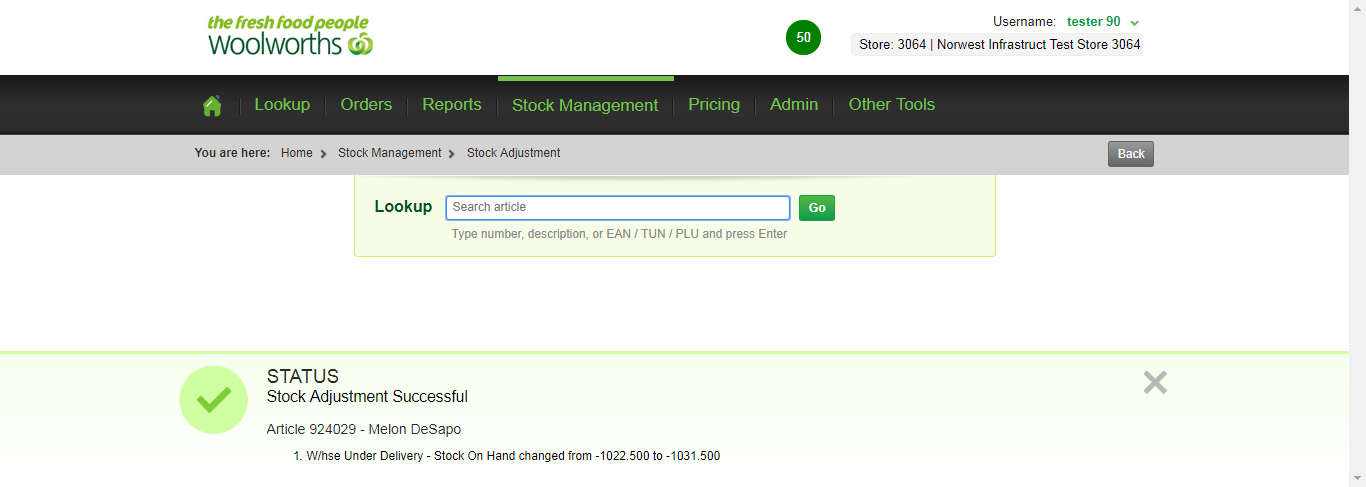 the fresh food people
Woolworths
50
Username: tester 90
Store: 3064 | Norwest Infrastruct Test Store 3064
Lookup Orders Reports Stock Management Pricing Admin Other Tools
You are here: Home Stock Management Stock Adjustment Back
Lookup Search article Go
Type number, description, or EAN / TUN / PLU and press Enter
STATUS
Stock Adjustment Successful
Article 924029 - Melon DeSapo
1. W/hse Under Delivery - Stock On Hand changed from -1022.500 to -1031.500